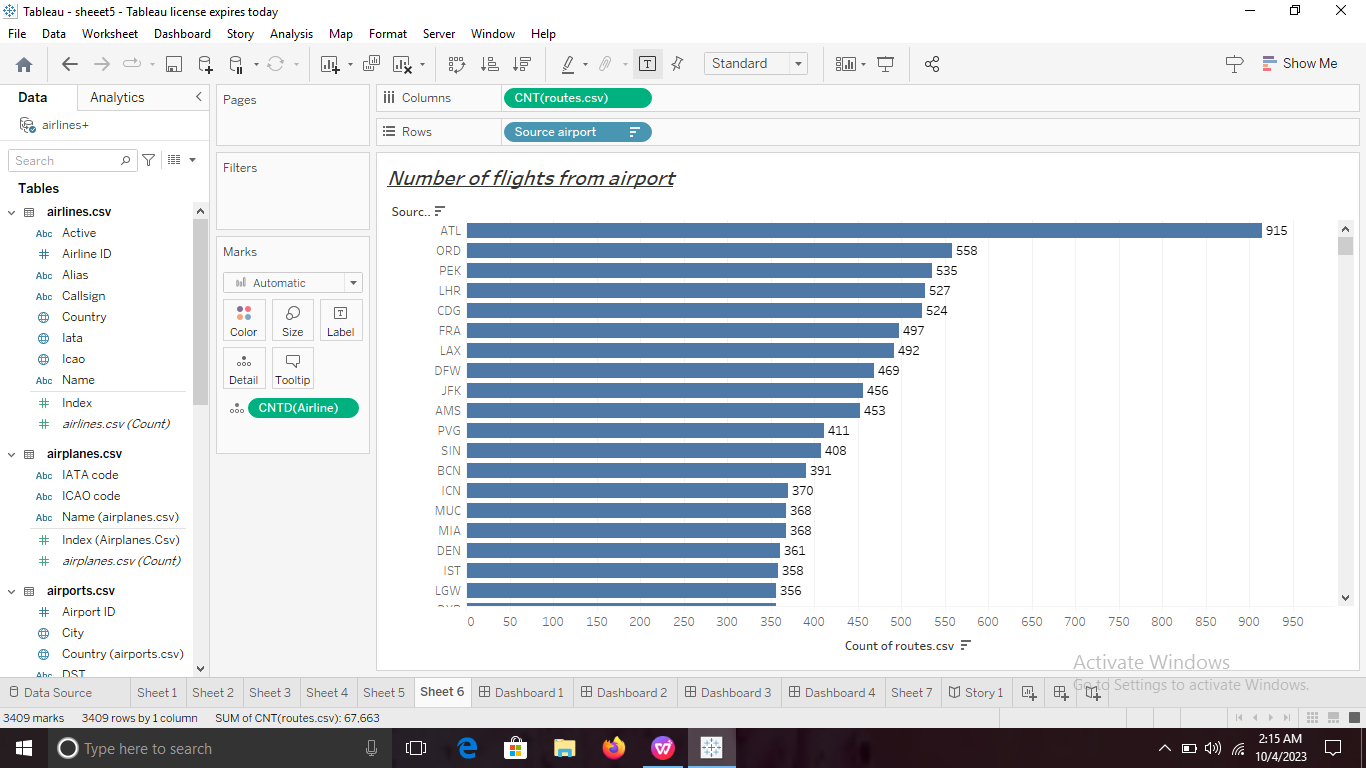 Tableau - sheeet5 - Tableau license expires today
File Data Worksheet Dashboard Story Analysis Map Format Server Window Help
Standard
Show Me
Data Analytics
airlines+
Search
Tables
airlines.csv
Abc Active
Airline ID
Abc Alias
Abc Callsign
Country
Iata
Icao
Abc Name
Index
airlines.csv (Count)
airplanes.csv
Abc IATA code
Abc ICAO code
Abc Name (airplanes.csv)
Index (Airplanes.Csv)
airplanes.csv (Count)
airports.csv
Airport ID
City
Country (airports.csv)
Abc DST
Pages
Filters
Marks
Automatic
Color Size Label
Detail Tooltip
CNTD(Airline)
Columns CNT(routes.csv)
Rows Source airport
Number of flights from airport
Sourc..
ATL 915
ORD 558
PEK 535
LHR 527
CDG 524
FRA 497
LAX 492
DFW 469
JFK 456
AMS 453
PVG 411
SIN 408
BCN 391
ICN 370
MUC 368
MIA 368
DEN 361
IST 358
LGW 356
0 50 100 150 200 250 300 350 400 450 500 550 600 650 700 750 800 850 900 950
Count of routes.csv
Activate Windows
Go to Settings to activate Windows.
Data Source Sheet 1 Sheet 2 Sheet 3 Sheet 4 Sheet 5 Sheet 6 Dashboard 1 Dashboard 2 Dashboard 3 Dashboard 4 Sheet 7 Story 1
3409 marks 3409 rows by 1 column SUM of CNT(routes.csv): 67,663
Type here to search
2:15 AM
10/4/2023